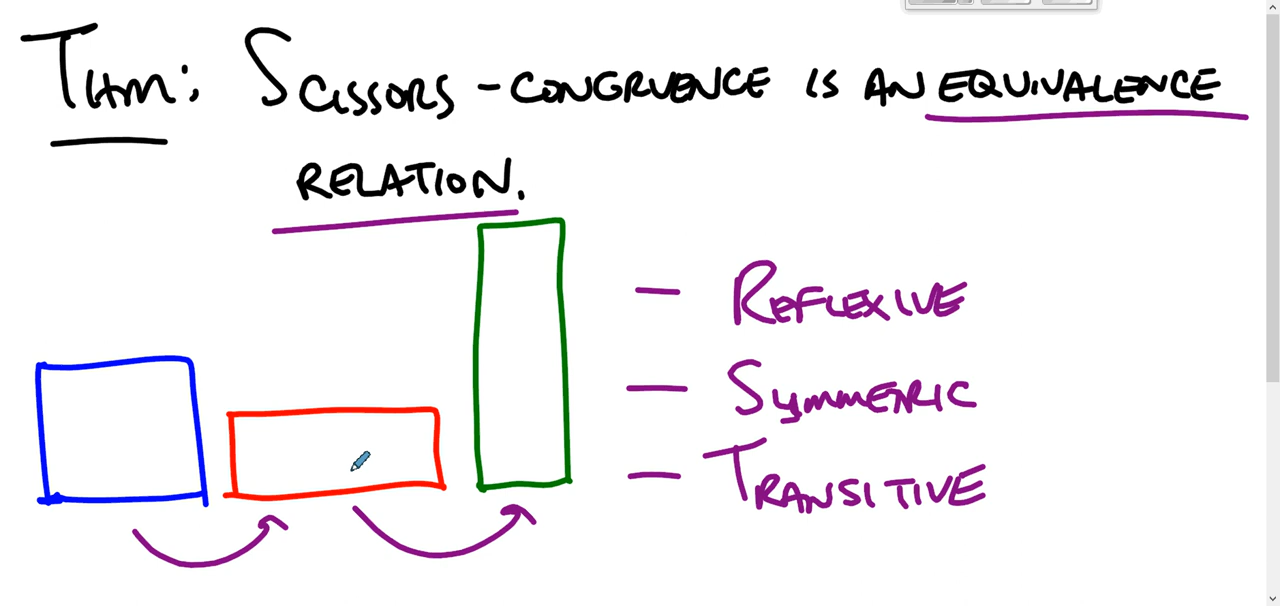 THM: SCISSORS - CONGRUENCE IS AN EQUIVALENCE
RELATION.
- REFLEXIVE
- SYMMETRIC
- TRANSITIVE